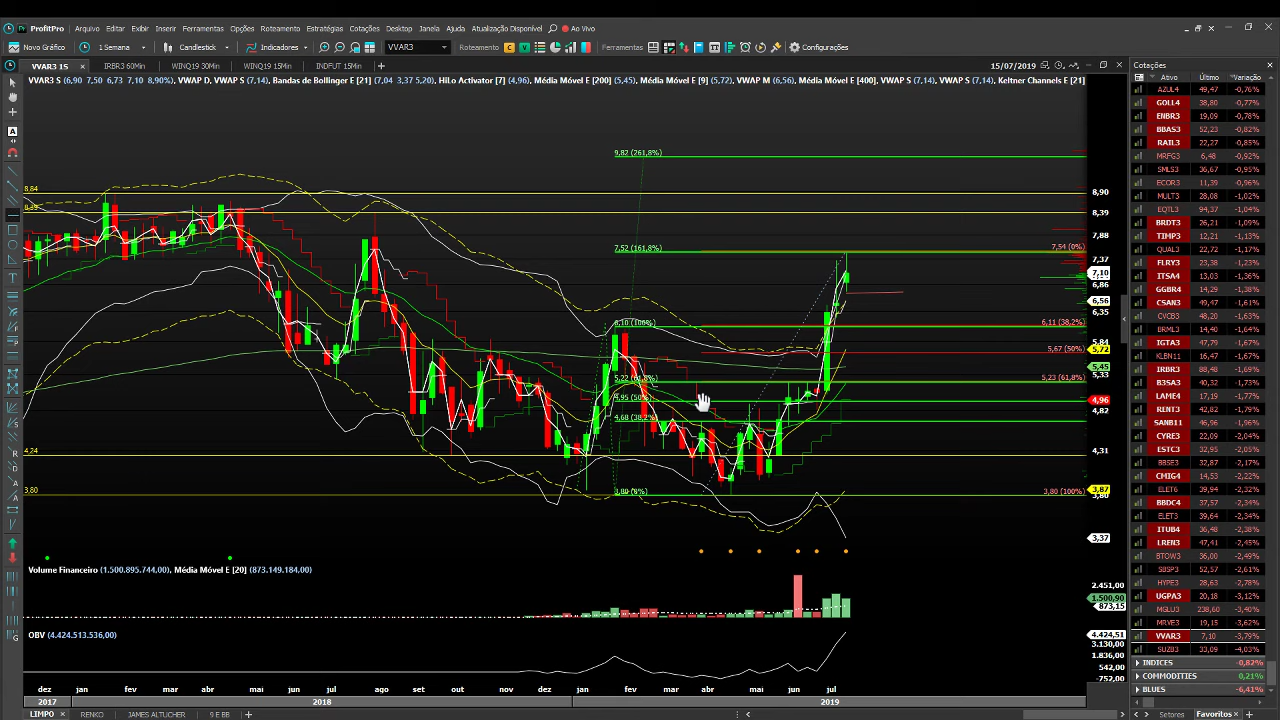 ProfitPro Arquivo Editar Exibir Inserir Ferramentas Opções Roteamento Estratégias Cotações Desktop Janela Ajuda Atualização Disponível Ao Vivo
Novo Gráfico 1 Semana Candlestick Indicadores VVAR3 Roteamento C V Ferramentas Configurações
VVAR3 1S IRBR3 60Min WINQ19 30Min WINQ19 15Min INDFUT 15Min 15/07/2019
VVAR3 S (6,90 7,50 6,73 7,10 8,90%) VWAP D, VWAP S (7,14), Bandas de Bollinger E [21] (7,04 3,37 5,20) HiLo Activator [7] (4,96), Média Móvel E [200] (5,45), Média Móvel E [9] (5,72), VWAP M (6,56), Média Móvel E [400], VWAP S (7,14), VWAP S (7,14), Keltner Channels E [21]
9,82 (261,8%)
8,84
8,90
8,39
8,39
7,88
7,52 (161,8%)
7,54 (0%)
7,37
7,10
6,86
6,56
6,35
6,10 (100%)
6,11 (38,2%)
5,84
5,67 (50%)
5,72
5,45
5,33
5,22 (61,8%)
5,23 (61,8%)
4,95 (50%)
4,96
4,82
4,68 (38,2%)
4,24
4,31
3,80
3,80 (0%)
3,80 (100%)
3,87
3,80
3,37
Volume Financeiro (1.500.895.744,00), Média Móvel E [20] (873.149.184,00)
2.451,00
1.500,90
873,15
OBV (4.424.513.536,00)
4.424,51
3.130,00
1.836,00
542,00
-752,00
dez jan fev mar abr mai jun jul ago set out nov dez jan fev mar abr mai jun jul
2017 2018 2019
LIMPO RENKO JAMES ALTUCHER 9 E BB
Cotações
Ativo Último Variação
AZUL4 49,47 -0,76%
GOLL4 38,80 -0,77%
ENBR3 19,09 -0,78%
BBAS3 52,23 -0,82%
RAIL3 22,27 -0,85%
MRFG3 6,48 -0,92%
SMLS3 36,67 -0,95%
ECOR3 11,39 -0,96%
MULT3 28,08 -1,02%
EQTL3 94,37 -1,04%
BRDT3 26,21 -1,09%
TIMP3 12,21 -1,13%
QUAL3 22,72 -1,17%
FLRY3 23,38 -1,23%
ITSA4 13,03 -1,36%
GGBR4 14,29 -1,38%
CSAN3 49,47 -1,61%
CVCB3 48,20 -1,63%
BRML3 14,40 -1,64%
IGTA3 42,79 -1,66%
KLBN11 16,47 -1,67%
IRBR3 88,48 -1,69%
B3SA3 40,32 -1,73%
LAME4 17,19 -1,77%
RENT3 42,82 -1,79%
SANB11 46,96 -1,96%
CYRE3 22,09 -2,04%
ESTC3 32,95 -2,05%
BBSE3 32,87 -2,17%
CMIG4 14,53 -2,22%
ELET6 39,94 -2,32%
BBDC4 36,85 -2,33%
ELET3 39,64 -2,34%
ITUB4 36,48 -2,38%
LREN3 47,41 -2,45%
BTOW3 36,00 -2,49%
SBSP3 52,57 -2,61%
HYPE3 28,63 -2,78%
UGPA3 20,18 -3,12%
MGLU3 238,60 -3,40%
MRVE3 19,15 -3,62%
VVAR3 7,10 -3,79%
SUZB3 33,09 -4,03%
INDICES -0,82%
COMMODITIES 0,21%
BLUES -6,41%
Setores Favoritos